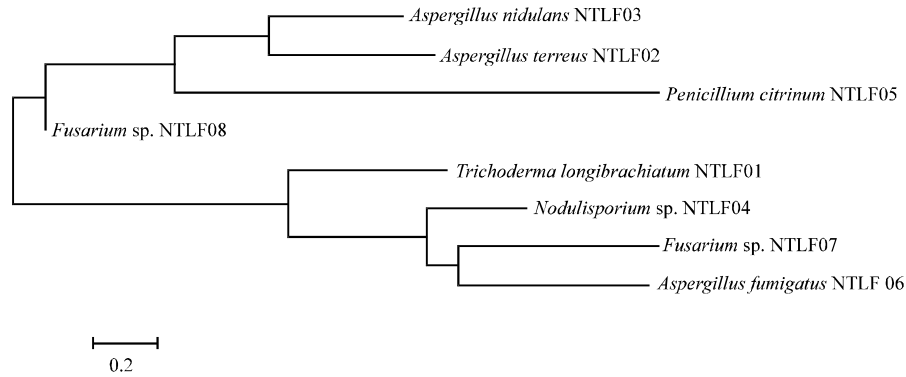 Aspergillus nidulans NTLF03
Aspergillus terreus NTLF02
Penicillium citrinum NTLF05
Fusarium sp. NTLF08
Trichoderma longibrachiatum NTLF01
Nodulisporium sp. NTLF04
Fusarium sp. NTLF07
Aspergillus fumigatus NTLF 06
0.2